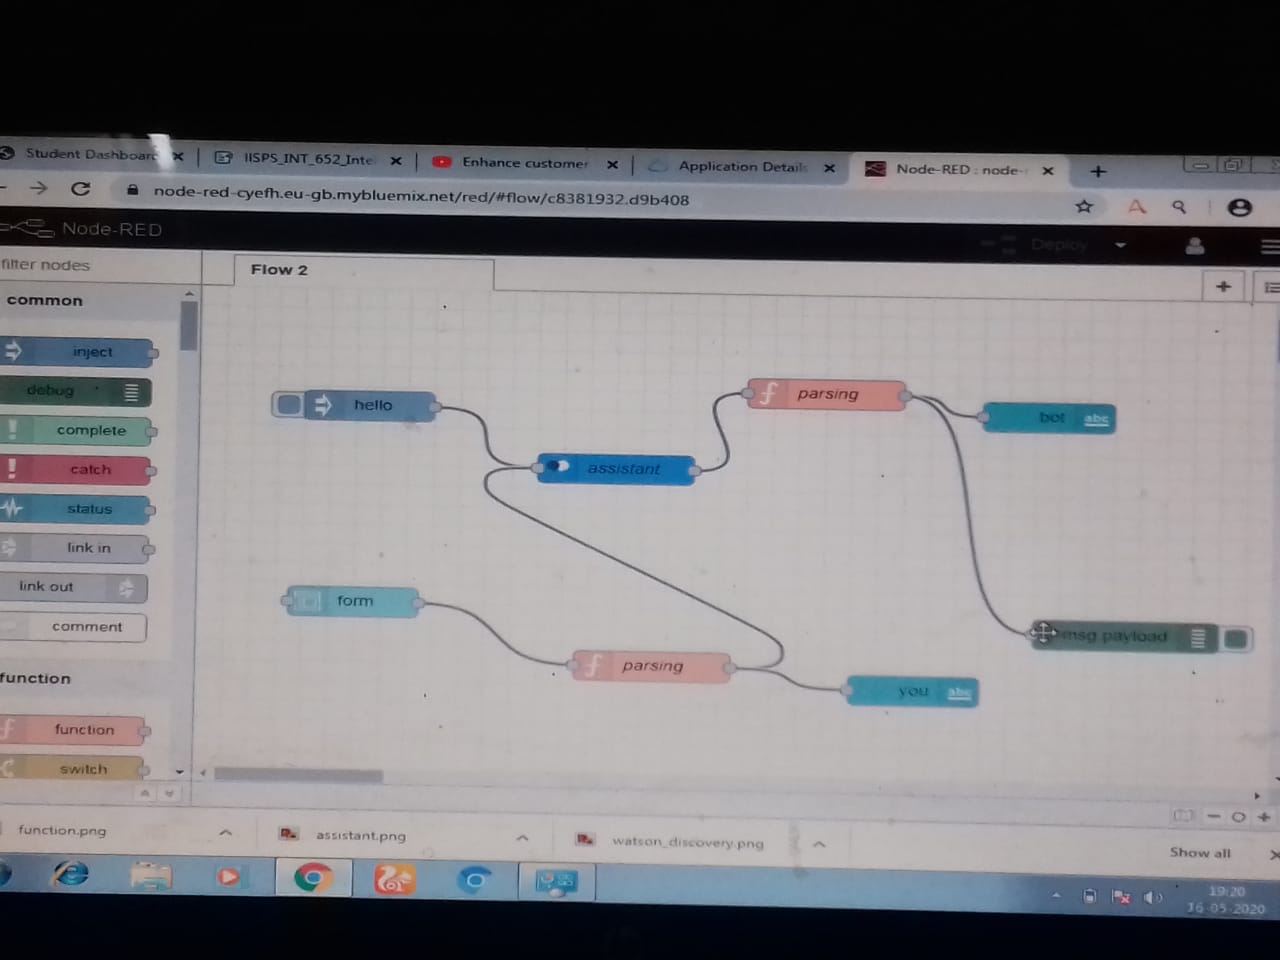 Student Dashboard
IISPS_INT_652_Inte
Enhance customer
Application Details
Node-RED : node-r
node-red-cyefh.eu-gb.mybluemix.net/red/#flow/c8381932.d9b408
Node-RED
Deploy
filter nodes
Flow 2
common
inject
debug
complete
catch
status
link in
link out
comment
function
function
switch
hello
assistant
parsing
bot
abc
form
parsing
you
abc
msg.payload
function.png
assistant.png
watson_discovery.png
Show all
19:20
16-05-2020